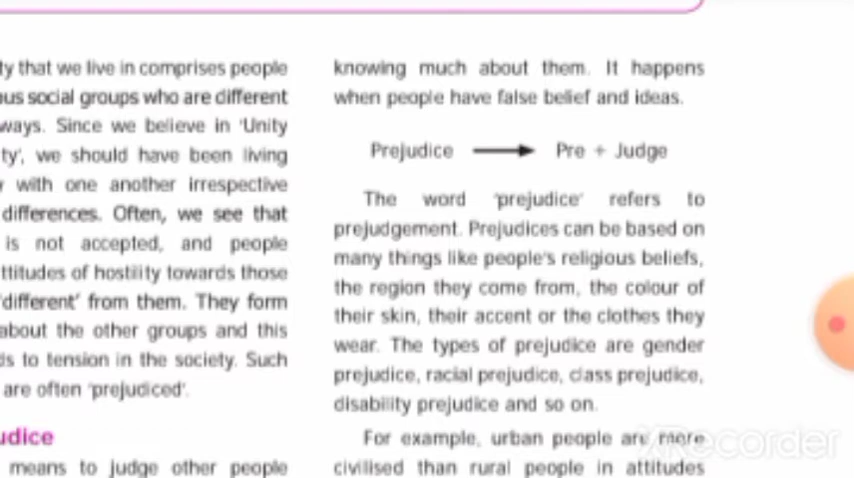 ty that we live in comprises people
us social groups who are different
ways. Since we believe in 'Unity
ty', we should have been living
with one another irrespective
differences. Often, we see that
is not accepted, and people
ttitudes of hostility towards those
'different' from them. They form
about the other groups and this
ds to tension in the society. Such
are often 'prejudiced'.
udice
means to judge other people
knowing much about them. It happens
when people have false belief and ideas.
Prejudice → Pre + Judge
The word 'prejudice' refers to
prejudgement. Prejudices can be based on
many things like people's religious beliefs,
the region they come from, the colour of
their skin, their accent or the clothes they
wear. The types of prejudice are gender
prejudice, racial prejudice, class prejudice,
disability prejudice and so on.
For example, urban people are more
civilised than rural people in attitudes
XRecorder